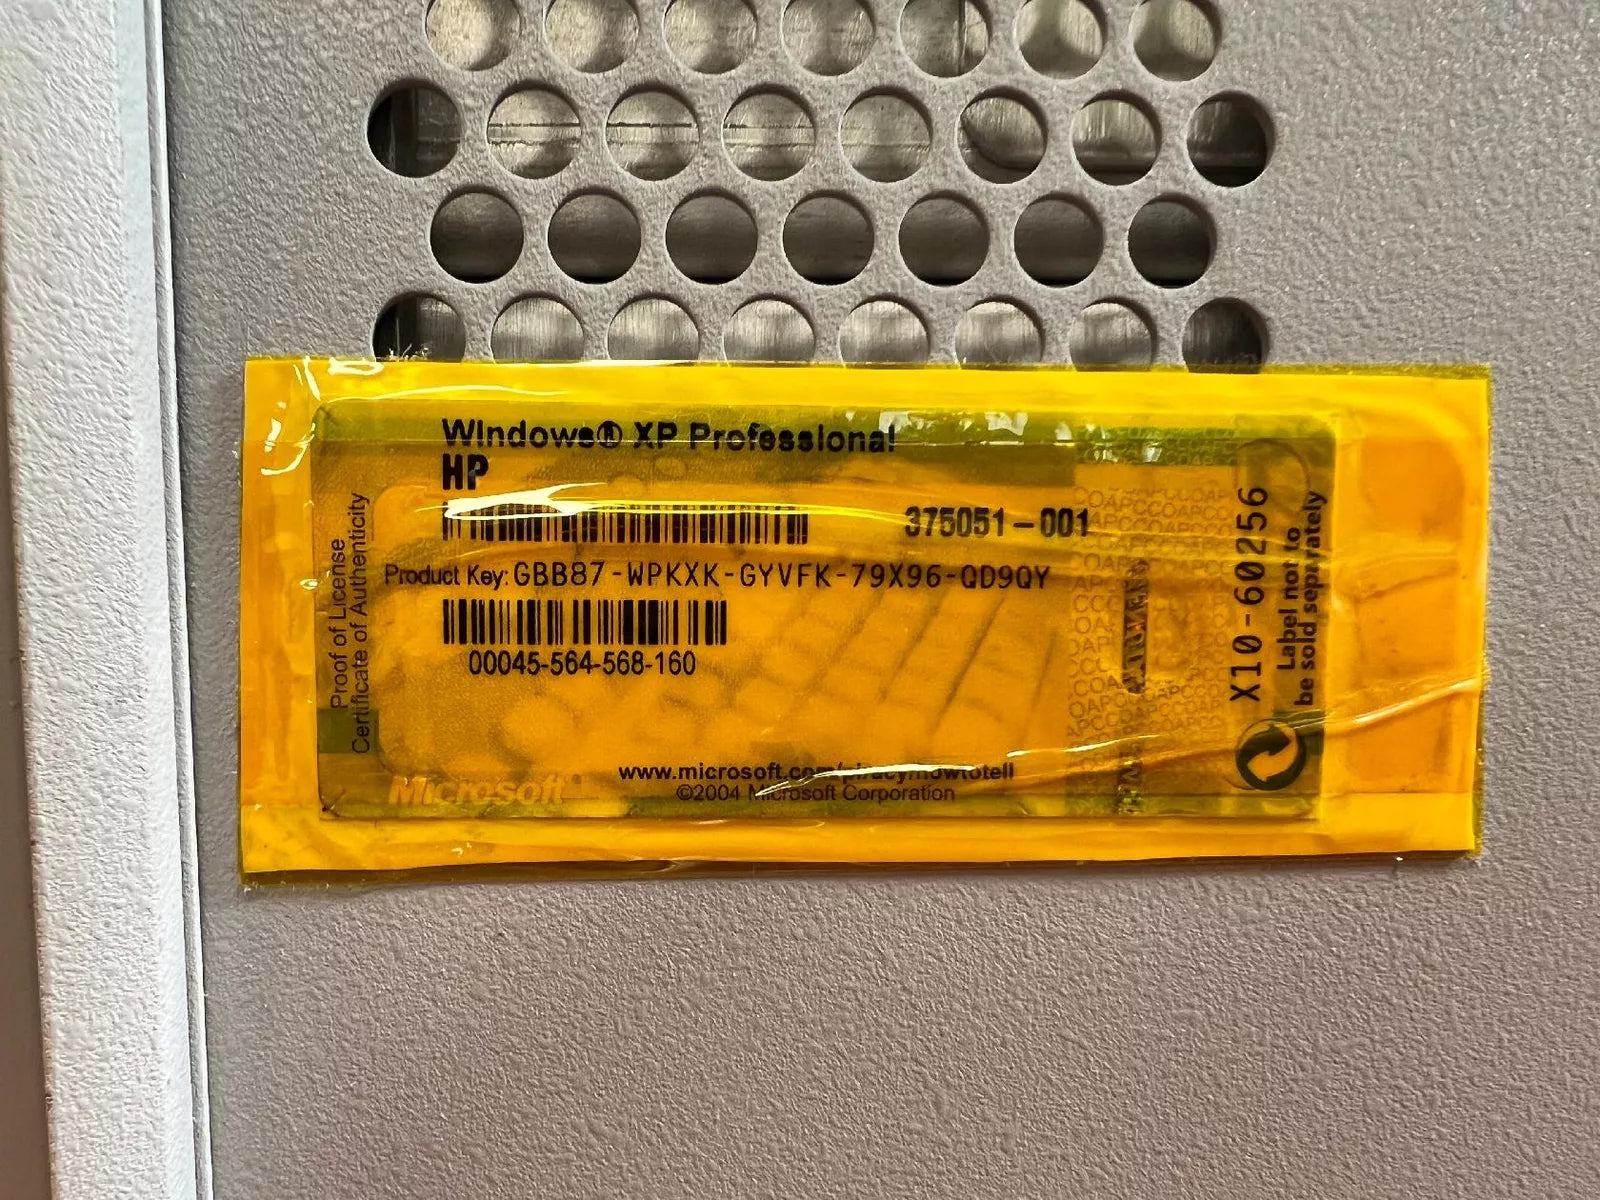 Windows® XP Professional
HP
375051-001
Product Key: GBB87-WPKXK-GYVFK-79X96-QD9QY
00045-564-568-160
www.microsoft.com/piracy/howtotell
©2004 Microsoft Corporation
Microsoft
Proof of License
Certificate of Authenticity
X10-60256
Label not to
be sold separately